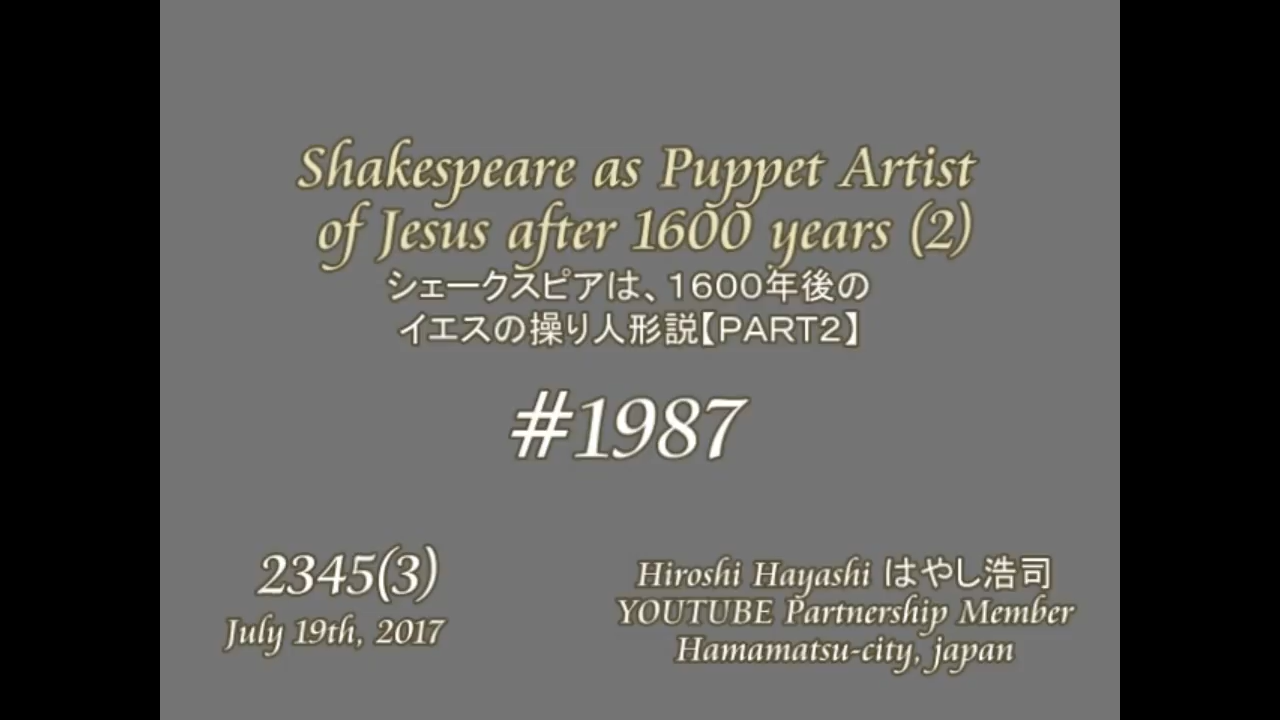 Shakespeare as Puppet Artist
of Jesus after 1600 years (2)
シェークスピアは、1600年後の
イエスの操り人形説【PART2】
#1987
2345(3)
July 19th, 2017
Hiroshi Hayashi はやし浩司
YOUTUBE Partnership Member
Hamamatsu-city, japan